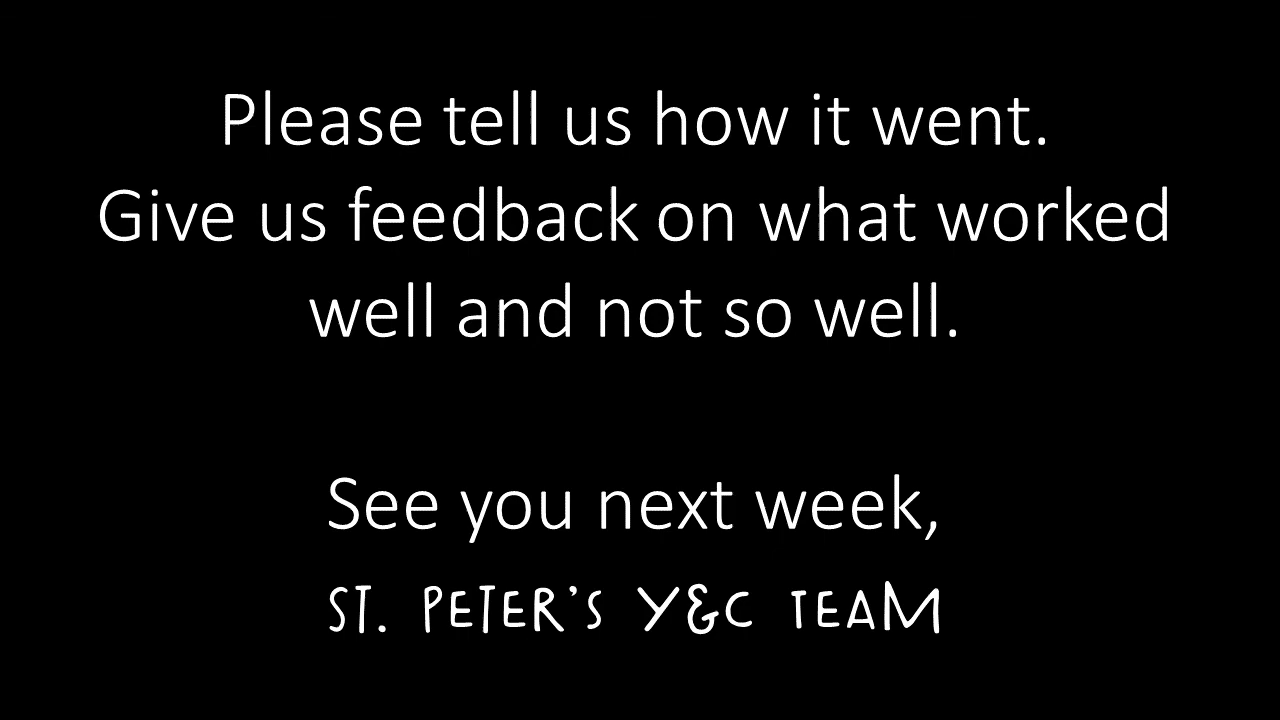 Please tell us how it went.
Give us feedback on what worked
well and not so well.
See you next week,
ST. PETER'S Y&C TEAM